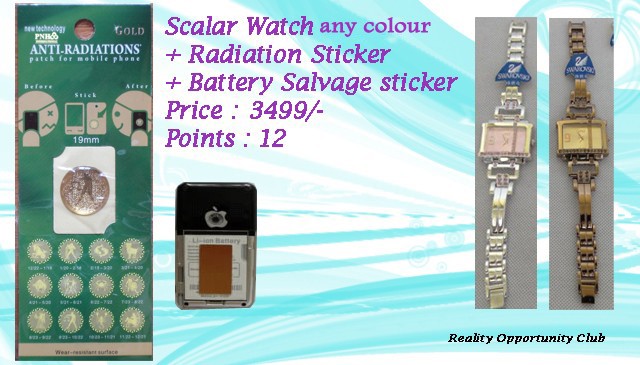 new technology
GOLD
ANTI-RADIATIONS
patch for mobile phone
Before
Stick
After
19mm
Wear-resistant surface
Scalar Watch any colour
+ Radiation Sticker
+ Battery Salvage sticker
Price : 3499/-
Points : 12
Li-ion Battery
SWAROVSKI
SWAROVSKI
Reality Opportunity Club